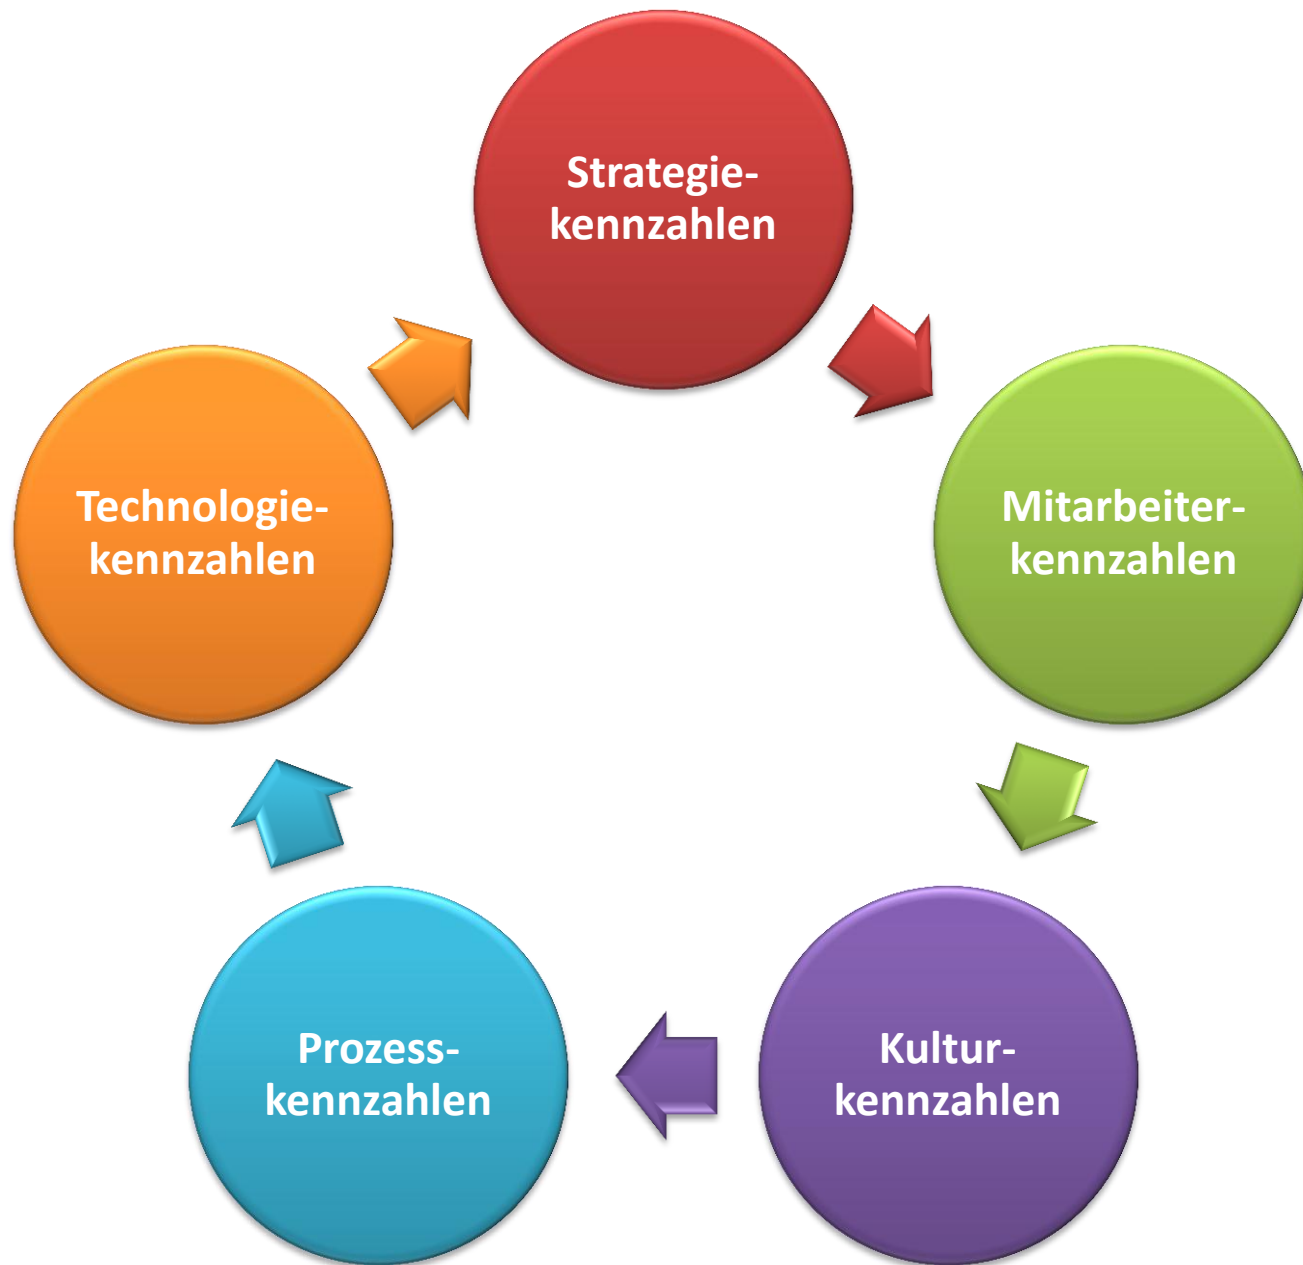 Strategie-
kennzahlen
Mitarbeiter-
kennzahlen
Kultur-
kennzahlen
Prozess-
kennzahlen
Technologie-
kennzahlen